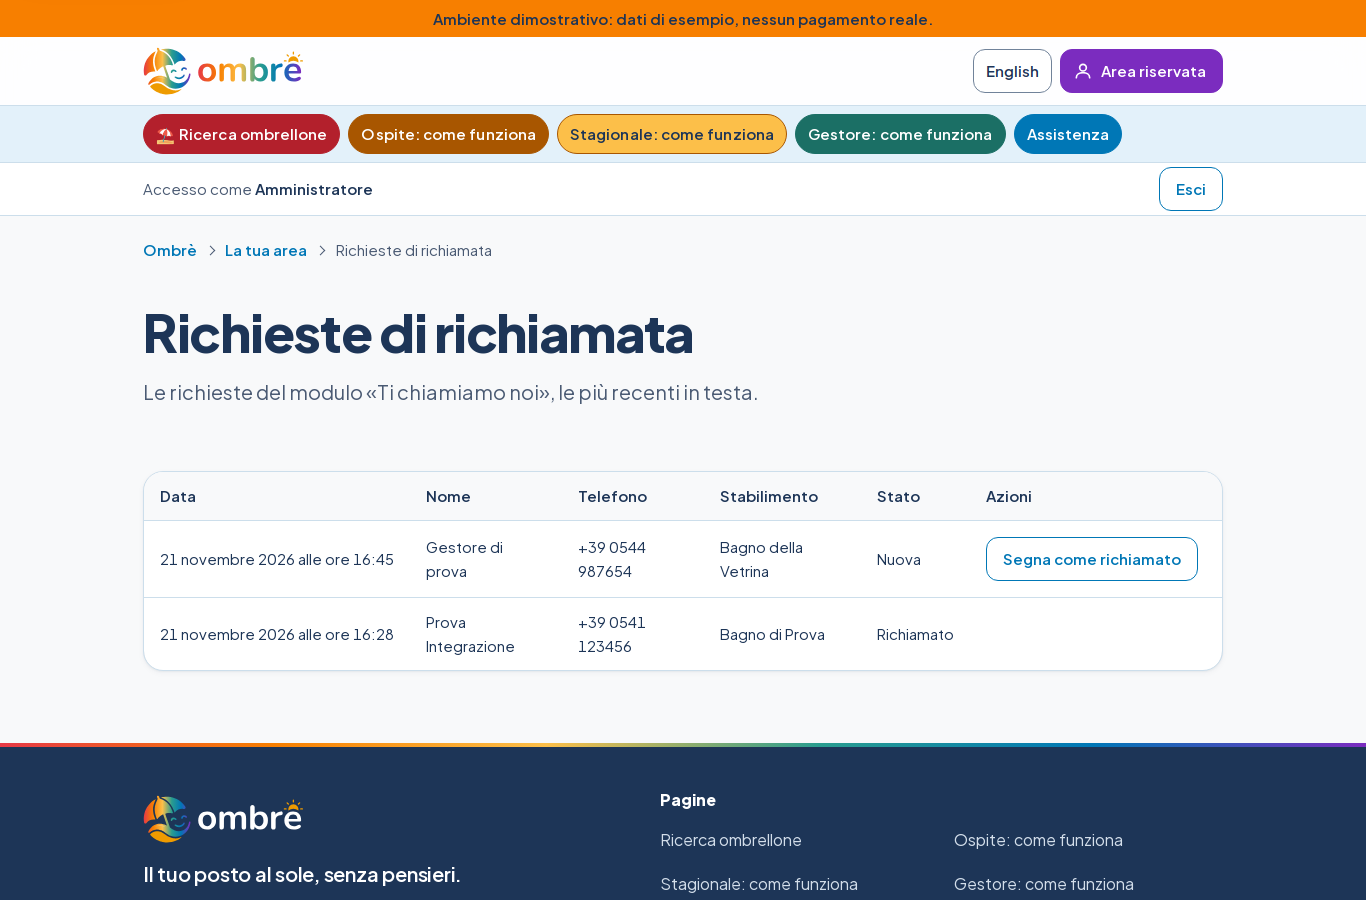 Ambiente dimostrativo: dati di esempio, nessun pagamento reale.
ombrè
English
Area riservata
Ricerca ombrellone
Ospite: come funziona
Stagionale: come funziona
Gestore: come funziona
Assistenza
Accesso come Amministratore
Esci
Ombrè
La tua area
Richieste di richiamata
Richieste di richiamata
Le richieste del modulo «Ti chiamiamo noi», le più recenti in testa.
Data Nome Telefono Stabilimento Stato Azioni
21 novembre 2026 alle ore 16:45
Gestore di
prova
+39 0544
987654
Bagno della
Vetrina
Nuova
Segna come richiamato
21 novembre 2026 alle ore 16:28
Prova
Integrazione
+39 0541
123456
Bagno di Prova
Richiamato
ombrè
Il tuo posto al sole, senza pensieri.
Pagine
Ricerca ombrellone
Ospite: come funziona
Stagionale: come funziona
Gestore: come funziona